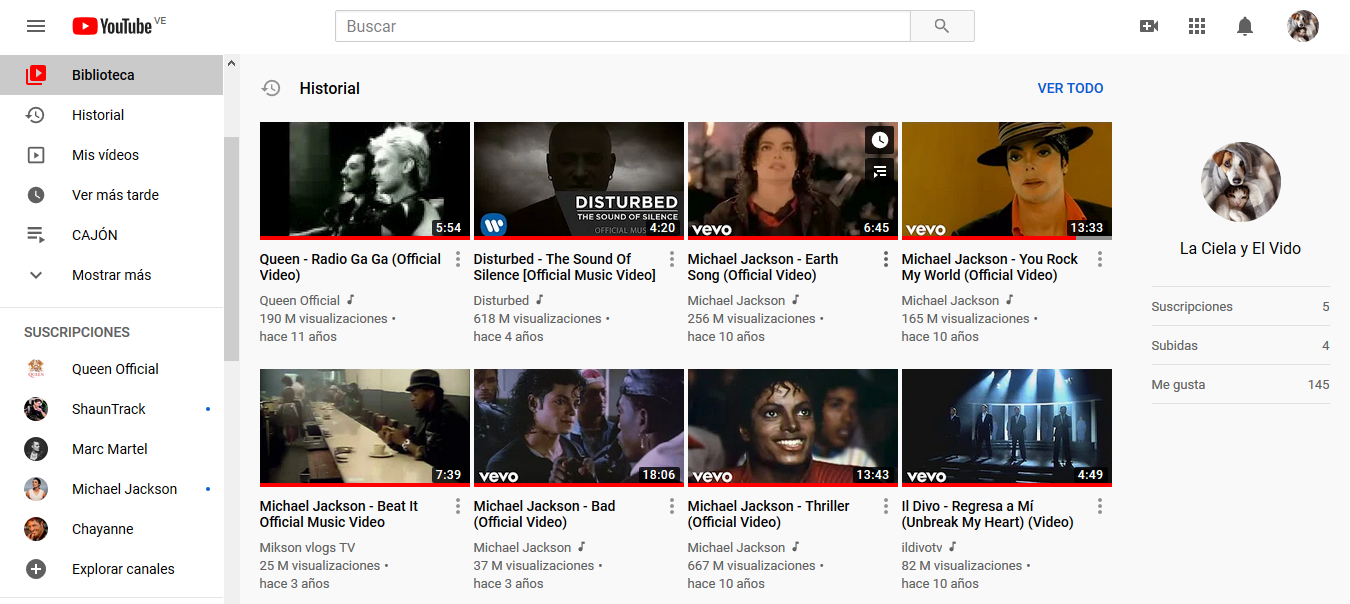 YouTube VE
Buscar
Biblioteca
Historial
Mis vídeos
Ver más tarde
CAJÓN
Mostrar más
SUSCRIPCIONES
Queen Official
ShaunTrack
Marc Martel
Michael Jackson
Chayanne
Explorar canales
Historial
VER TODO
5:54
Queen - Radio Ga Ga (Official
Video)
Queen Official
190 M visualizaciones •
hace 11 años
DISTURBED
THE SOUND OF SILENCE
OFFICIAL MUS
4:20
Disturbed - The Sound Of
Silence [Official Music Video]
Disturbed
618 M visualizaciones •
hace 4 años
vevo
6:45
Michael Jackson - Earth
Song (Official Video)
Michael Jackson
256 M visualizaciones •
hace 10 años
vevo
13:33
Michael Jackson - You Rock
My World (Official Video)
Michael Jackson
165 M visualizaciones •
hace 10 años
7:39
Michael Jackson - Beat It
Official Music Video
Mikson vlogs TV
25 M visualizaciones •
hace 3 años
vevo
18:06
Michael Jackson - Bad
(Official Video)
Michael Jackson
37 M visualizaciones •
hace 3 años
vevo
13:43
Michael Jackson - Thriller
(Official Video)
Michael Jackson
667 M visualizaciones •
hace 10 años
vevo
4:49
Il Divo - Regresa a Mí
(Unbreak My Heart) (Video)
ildivotv
82 M visualizaciones •
hace 10 años
La Ciela y El Vido
Suscripciones 5
Subidas 4
Me gusta 145